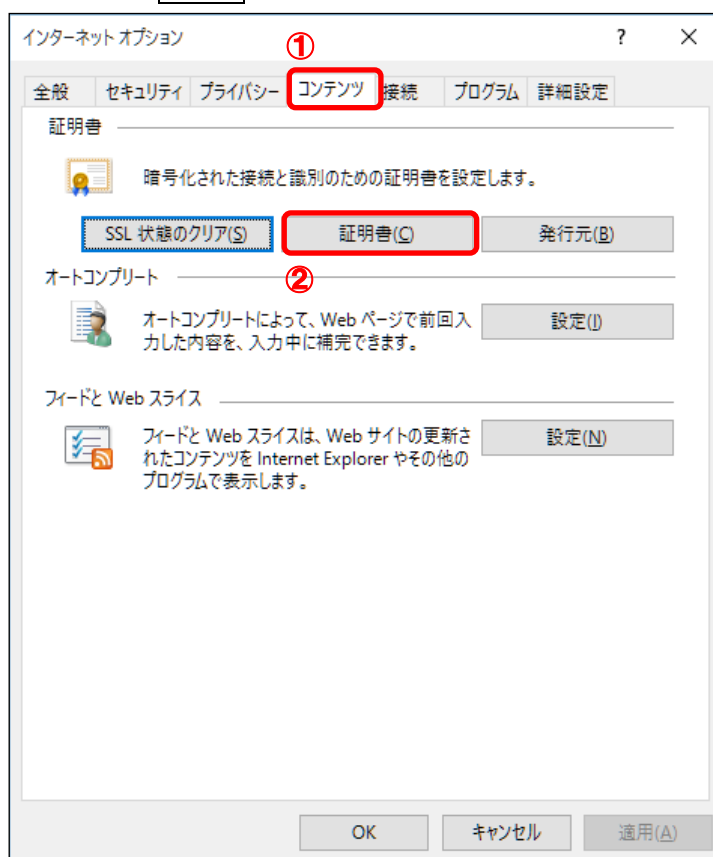 インターネット オプション
①
?
×
全般 セキュリティ プライバシー コンテンツ 接続 プログラム 詳細設定
証明書
暗号化された接続と識別のための証明書を設定します。
SSL 状態のクリア(S) 証明書(C) 発行元(B)
②
オートコンプリート
オートコンプリートによって、Web ページで前回入
力した内容を、入力中に補完できます。
設定(I)
フィードと Web スライス
フィードと Web スライスは、Web サイトの更新さ
れたコンテンツを Internet Explorer やその他の
プログラムで表示します。
設定(N)
OK キャンセル 適用(A)